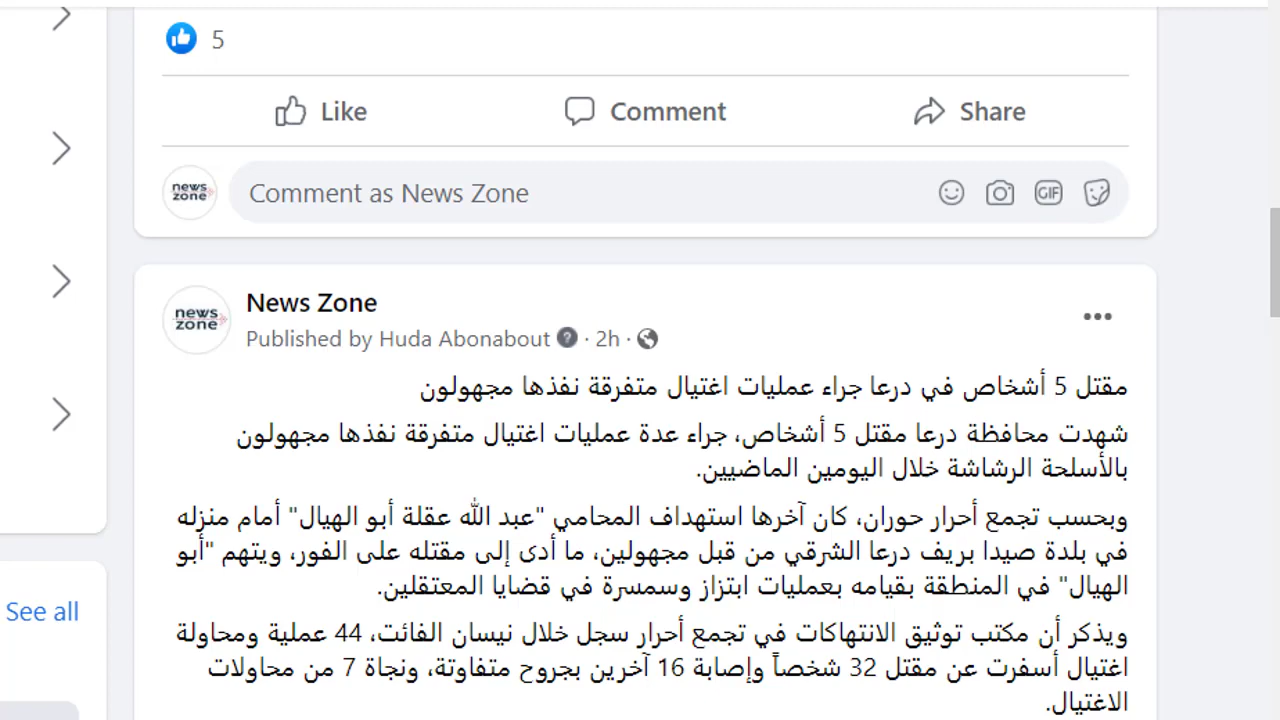 5
Like
Comment
Share
news
zone
Comment as News Zone
GIF
news
zone
News Zone
Published by Huda Abonabout · 2h ·
مقتل 5 أشخاص في درعا جراء عمليات اغتيال متفرقة نفذها مجهولون
شهدت محافظة درعا مقتل 5 أشخاص، جراء عدة عمليات اغتيال متفرقة نفذها مجهولون
بالأسلحة الرشاشة خلال اليومين الماضيين.
وبحسب تجمع أحرار حوران، كان آخرها استهداف المحامي "عبد الله عقلة أبو الهيال" أمام منزله
في بلدة صيدا بريف درعا الشرقي من قبل مجهولين، ما أدى إلى مقتله على الفور، ويتهم "أبو
الهيال" في المنطقة بقيامه بعمليات ابتزاز وسمسرة في قضايا المعتقلين.
ويذكر أن مكتب توثيق الانتهاكات في تجمع أحرار سجل خلال نيسان الفائت، 44 عملية ومحاولة
اغتيال أسفرت عن مقتل 32 شخصاً وإصابة 16 آخرين بجروح متفاوتة، ونجاة 7 من محاولات
الاغتيال.
See all